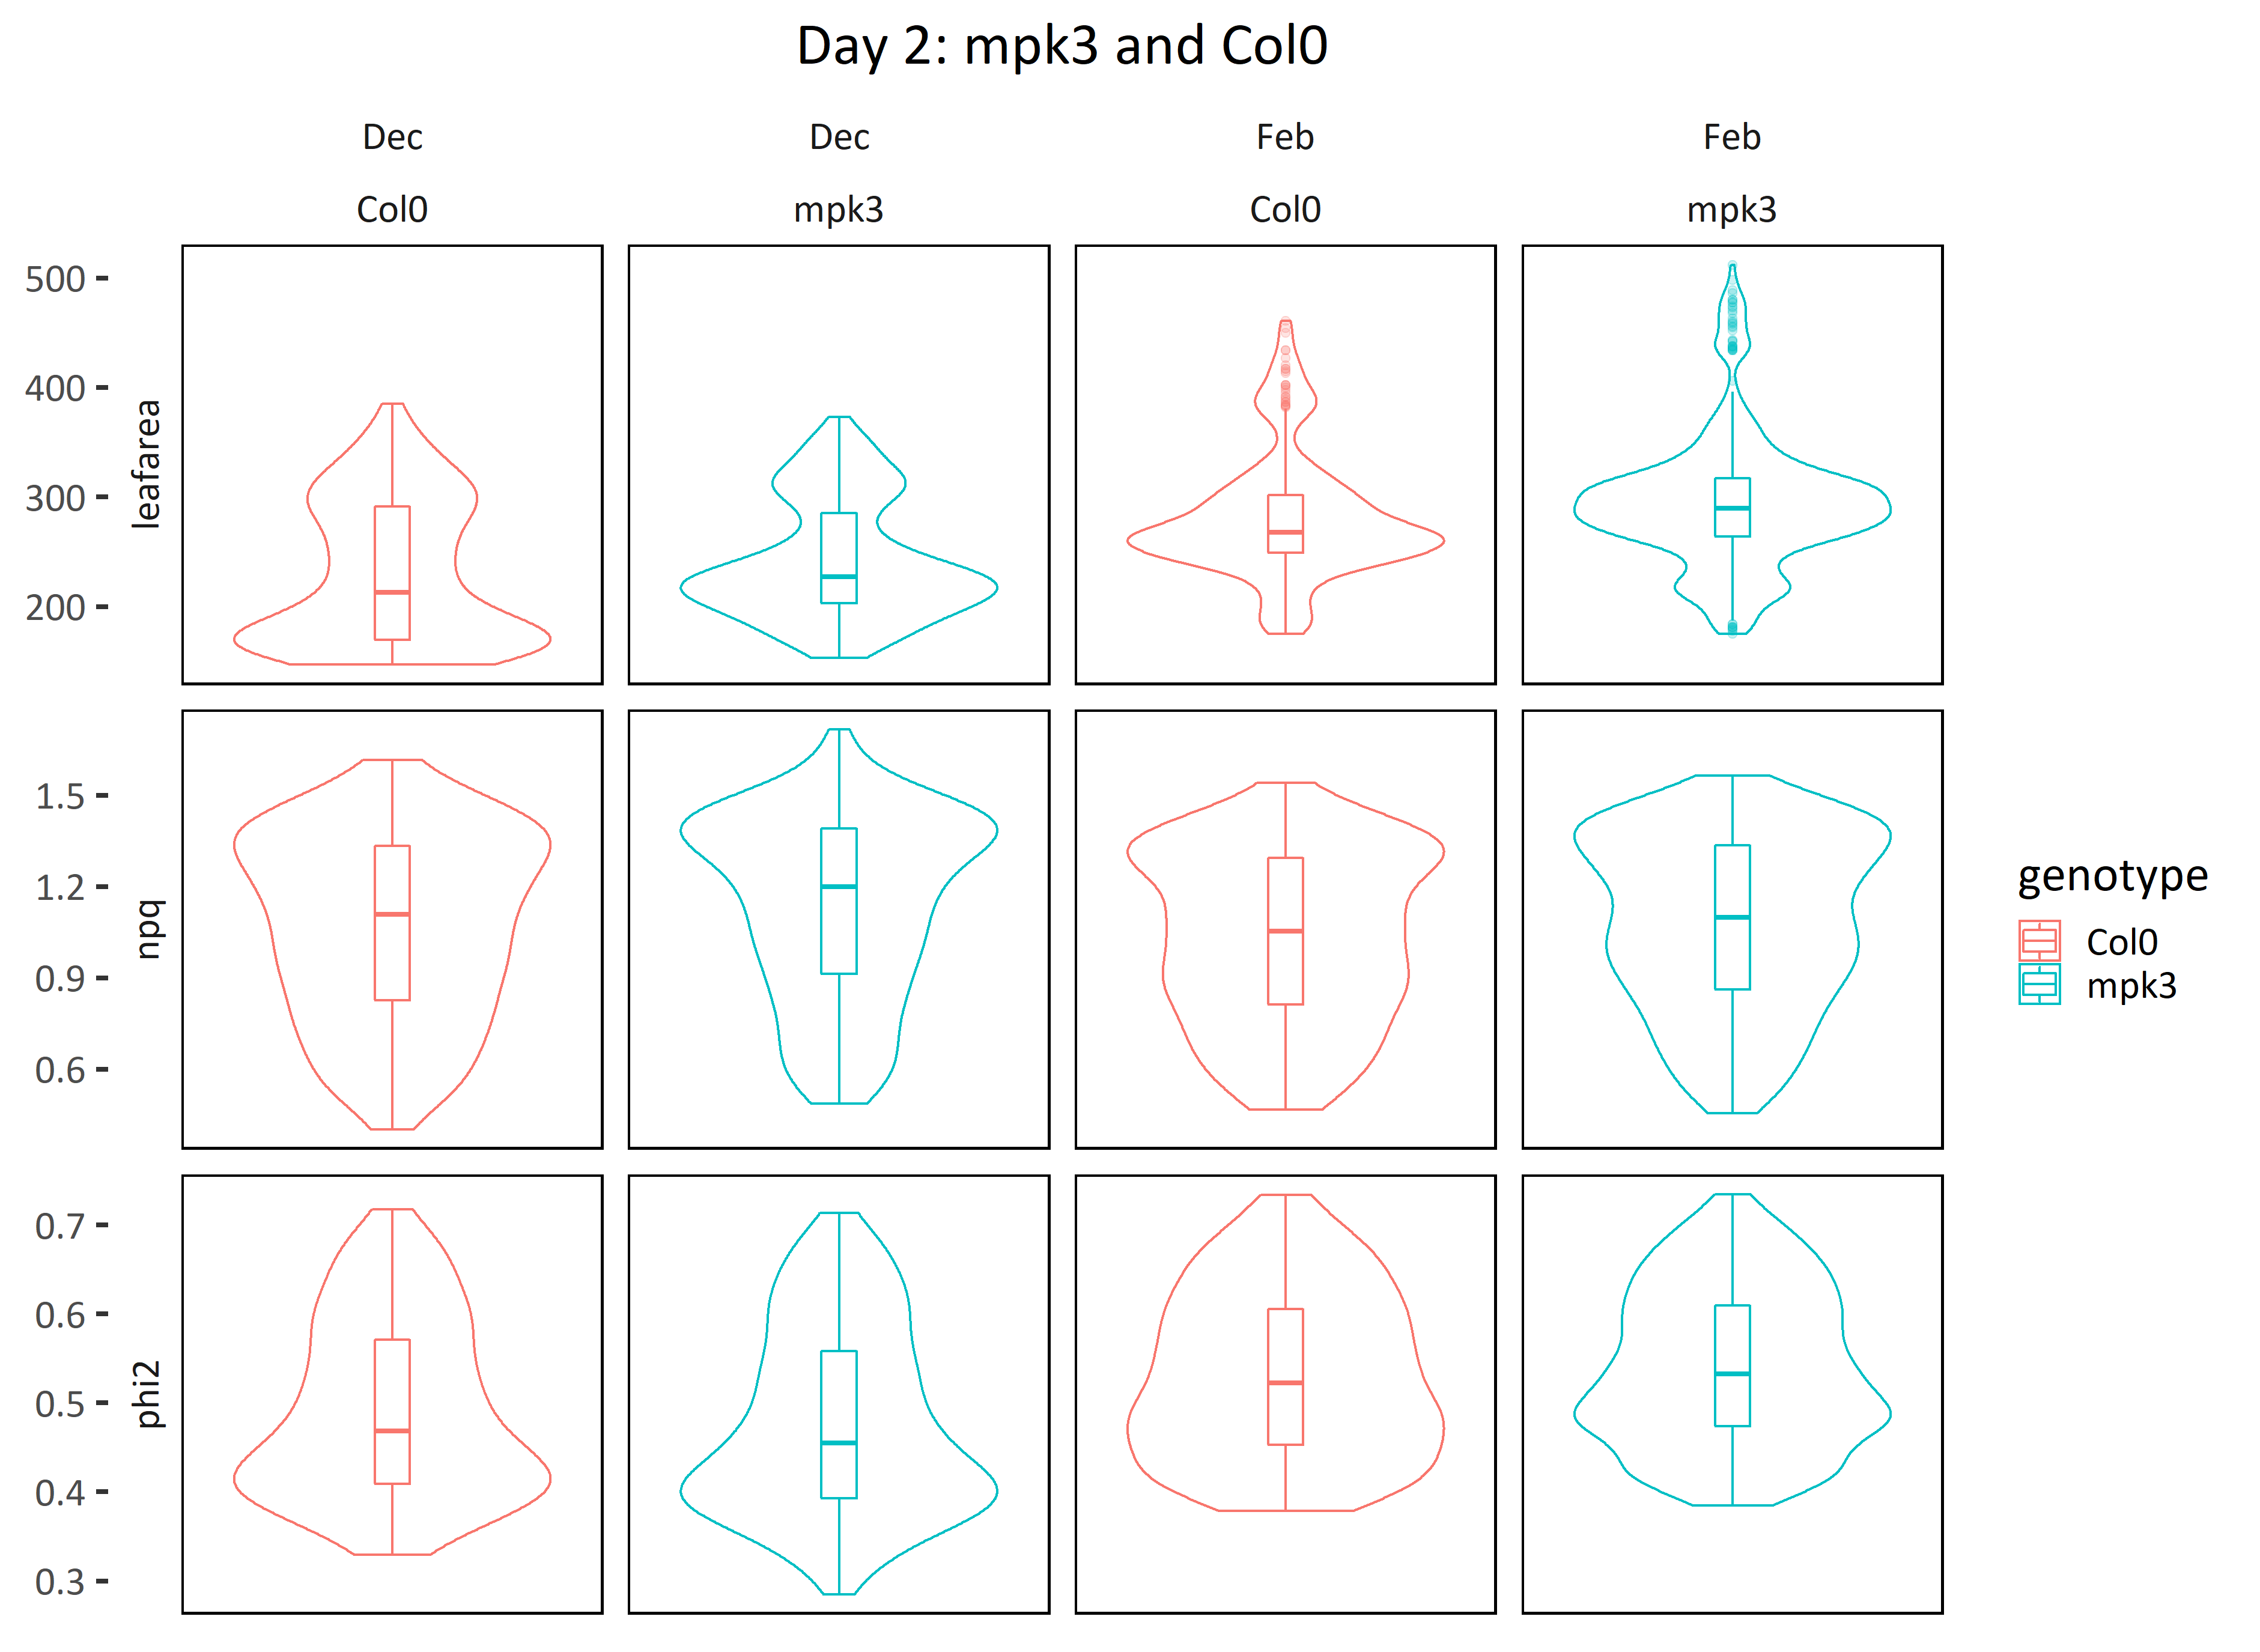 Day 2: mpk3 and Col0
Dec Dec Feb Feb
Col0 mpk3 Col0 mpk3
500
400
300
200
leafarea
1.5
1.2
0.9
0.6
npq
0.7
0.6
0.5
0.4
0.3
phi2
genotype
Col0
mpk3